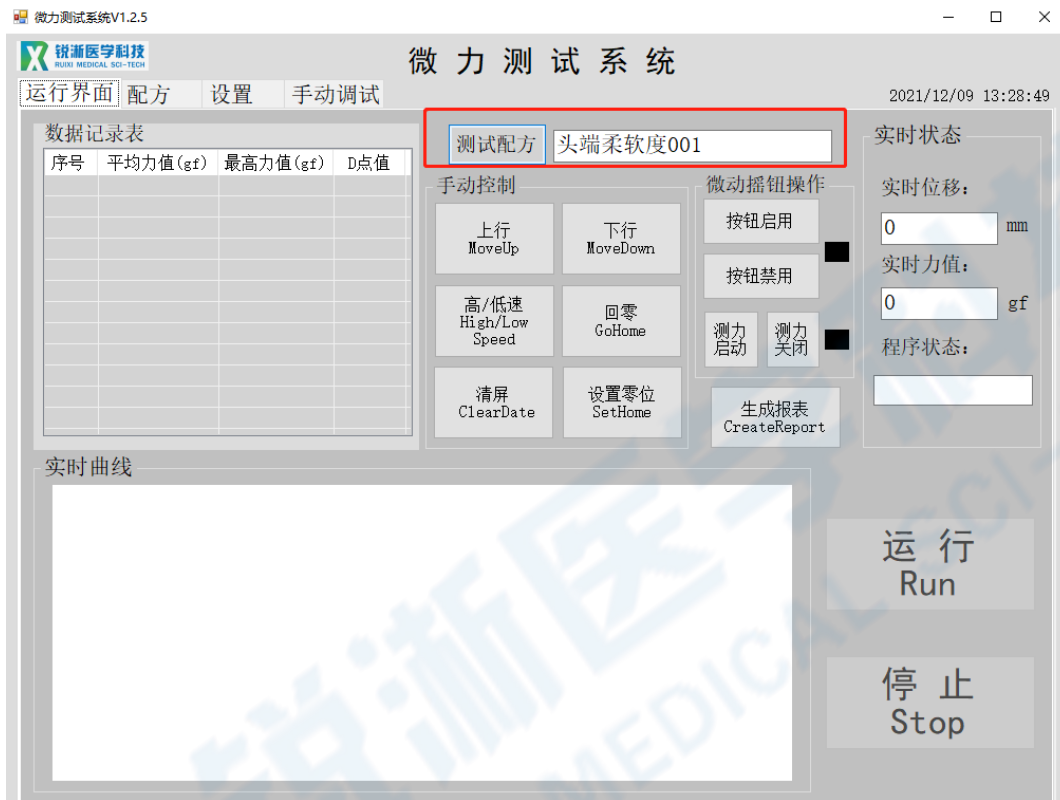 微力测试系统V1.2.5
锐浙医学科技
RUIXI MEDICAL SCI-TECH
微力测试系统
运行界面 配方 设置 手动调试
2021/12/09 13:28:49
数据记录表
序号 平均力值(gf) 最高力值(gf) D点值
测试配方 头端柔软度001
手动控制
上行
MoveUp
下行
MoveDown
高/低速
High/Low
Speed
回零
GoHome
清屏
ClearDate
设置零位
SetHome
微动摇钮操作
按钮启用
按钮禁用
测力
启动
测力
关闭
生成报表
CreateReport
实时状态
实时位移:
0 mm
实时力值:
0 gf
程序状态:
实时曲线
运行
Run
停止
Stop
锐浙医学科
MEDICAL SCI-